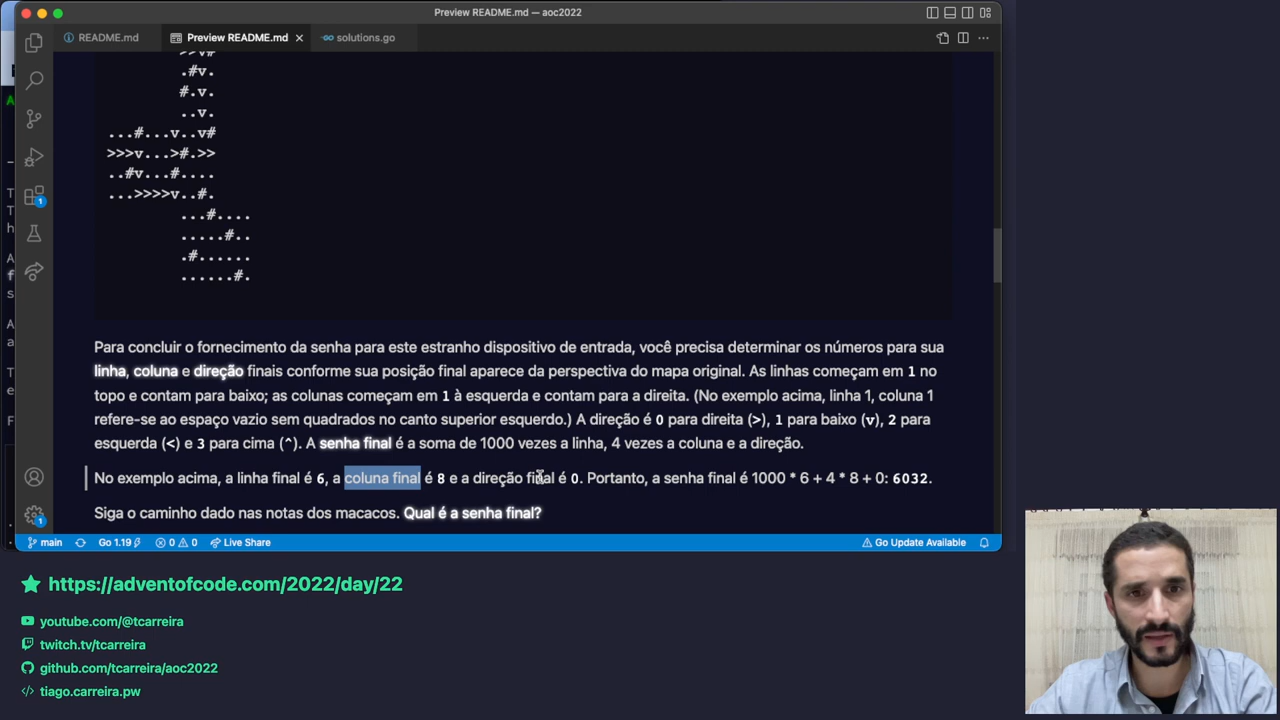 Preview README.md — aoc2022
README.md
Preview README.md
solutions.go
>>v#
.#v.
#.v.
..v.
...#...v..v#
>>>v...>#.>>
..#v...#....
...>>>>v..#.
...#....
.....#..
.#......
......#.
Para concluir o fornecimento da senha para este estranho dispositivo de entrada, você precisa determinar os números para sua
linha, coluna e direção finais conforme sua posição final aparece da perspectiva do mapa original. As linhas começam em 1 no
topo e contam para baixo; as colunas começam em 1 à esquerda e contam para a direita. (No exemplo acima, linha 1, coluna 1
refere-se ao espaço vazio sem quadrados no canto superior esquerdo.) A direção é 0 para direita (>), 1 para baixo (v), 2 para
esquerda (<) e 3 para cima (^). A senha final é a soma de 1000 vezes a linha, 4 vezes a coluna e a direção.
No exemplo acima, a linha final é 6, a coluna final é 8 e a direção final é 0. Portanto, a senha final é 1000 * 6 + 4 * 8 + 0: 6032.
Siga o caminho dado nas notas dos macacos. Qual é a senha final?
main Go 1.19 0 0 Live Share Go Update Available
https://adventofcode.com/2022/day/22
youtube.com/@tcarreira
twitch.tv/tcarreira
github.com/tcarreira/aoc2022
tiago.carreira.pw